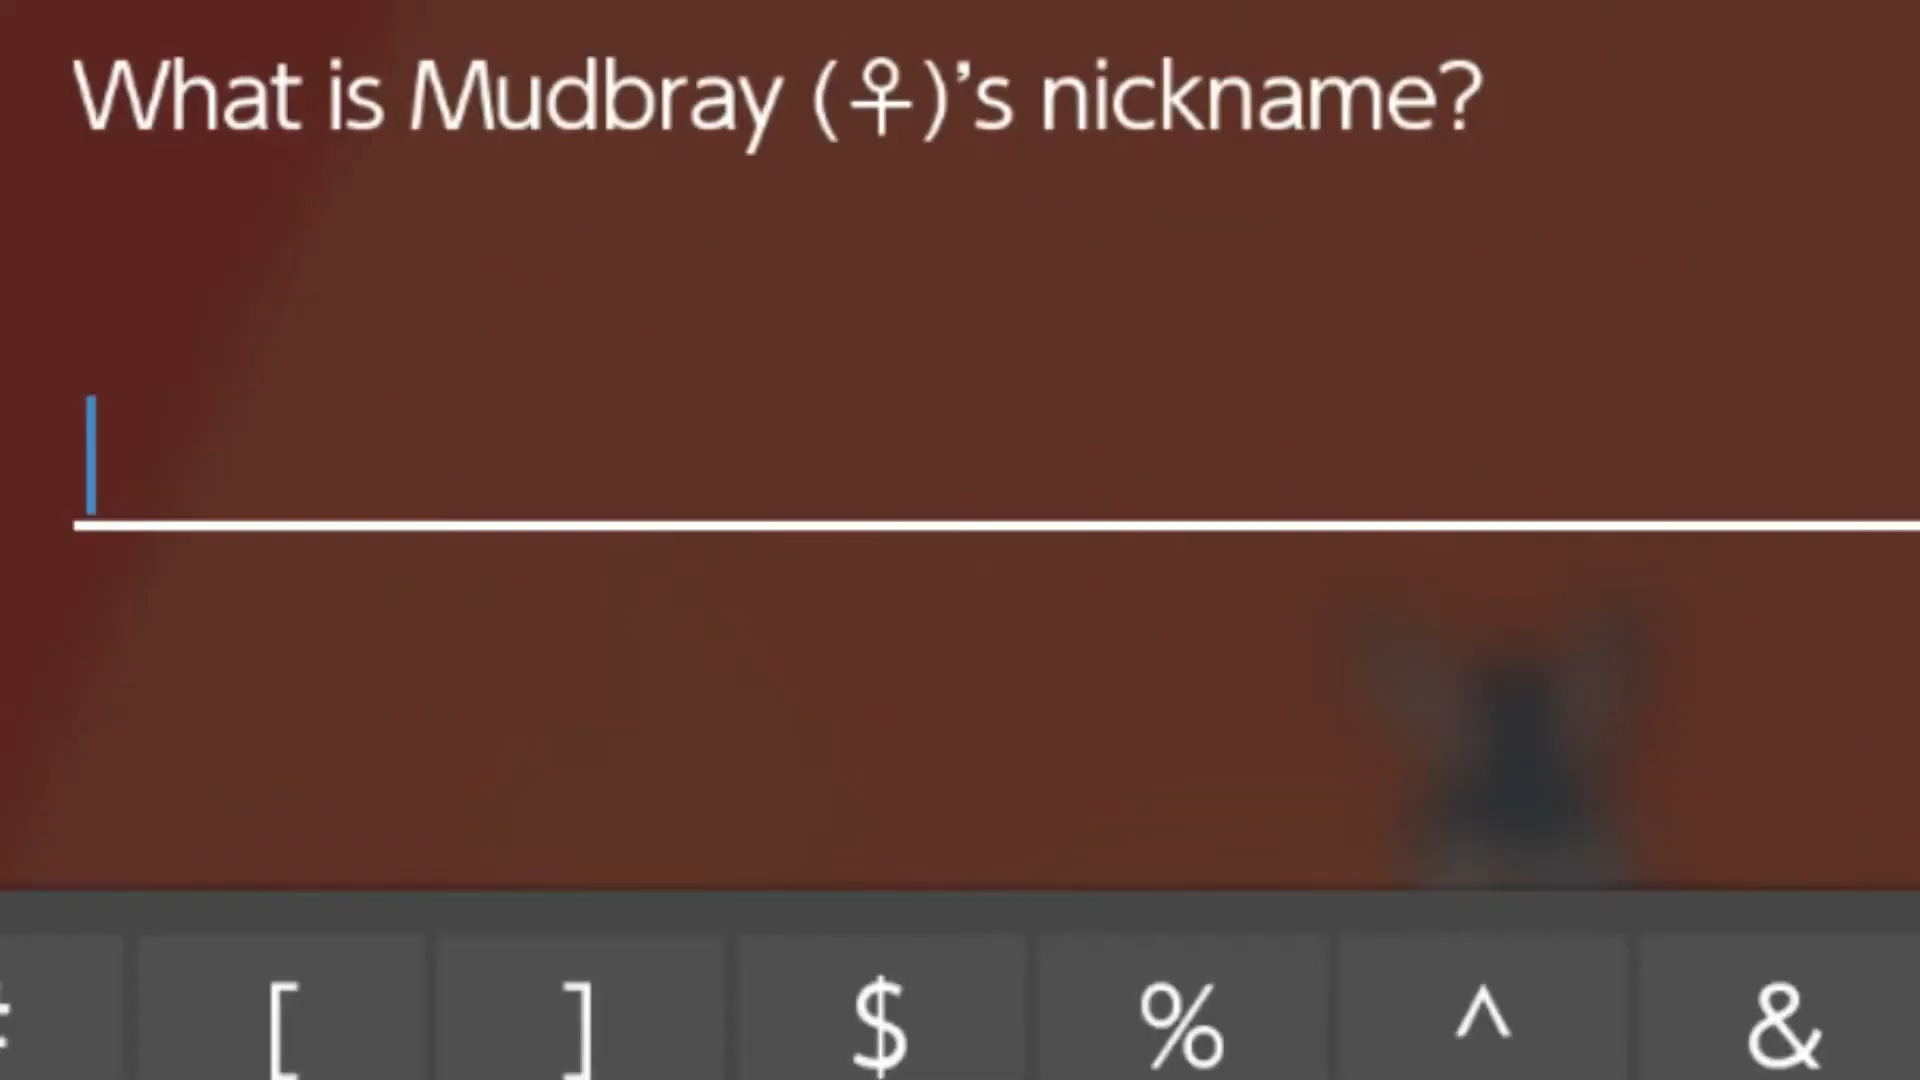 What is Mudbray (♀)’s nickname?
[ ] $ % ^ &